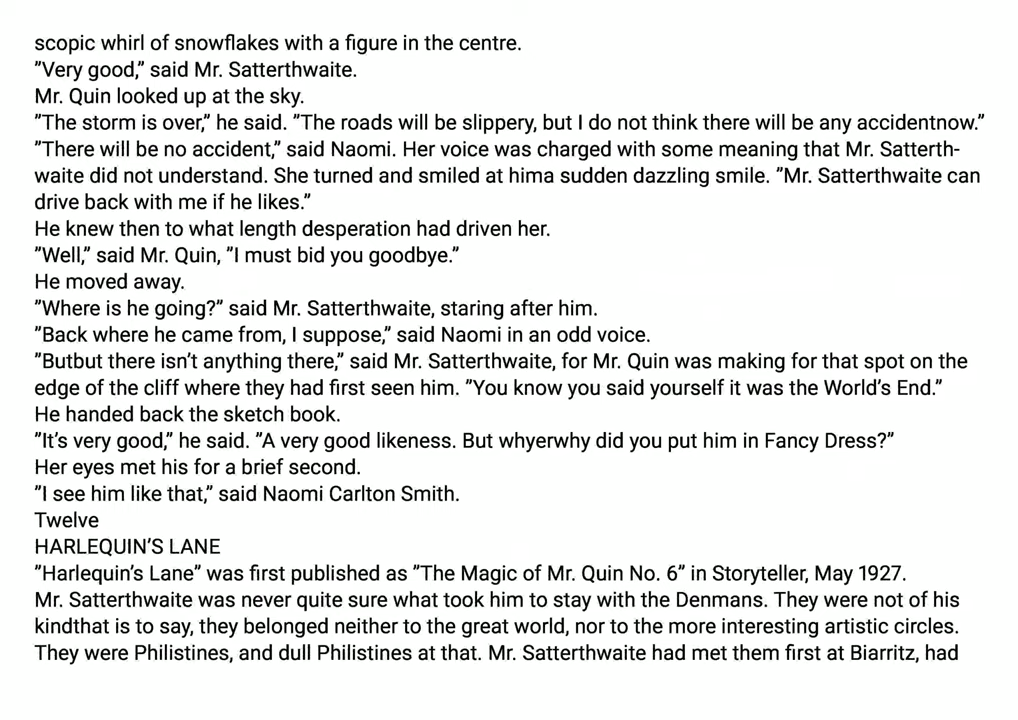 scopic whirl of snowflakes with a figure in the centre.
”Very good,” said Mr. Satterthwaite.
Mr. Quin looked up at the sky.
”The storm is over,” he said. ”The roads will be slippery, but I do not think there will be any accidentnow.”
”There will be no accident,” said Naomi. Her voice was charged with some meaning that Mr. Satterth-
waite did not understand. She turned and smiled at hima sudden dazzling smile. ”Mr. Satterthwaite can
drive back with me if he likes.”
He knew then to what length desperation had driven her.
”Well,” said Mr. Quin, ”I must bid you goodbye.”
He moved away.
”Where is he going?” said Mr. Satterthwaite, staring after him.
”Back where he came from, I suppose,” said Naomi in an odd voice.
”Butbut there isn’t anything there,” said Mr. Satterthwaite, for Mr. Quin was making for that spot on the
edge of the cliff where they had first seen him. ”You know you said yourself it was the World’s End.”
He handed back the sketch book.
”It’s very good,” he said. ”A very good likeness. But whyerwhy did you put him in Fancy Dress?”
Her eyes met his for a brief second.
”I see him like that,” said Naomi Carlton Smith.
Twelve
HARLEQUIN’S LANE
”Harlequin’s Lane” was first published as ”The Magic of Mr. Quin No. 6” in Storyteller, May 1927.
Mr. Satterthwaite was never quite sure what took him to stay with the Denmans. They were not of his
kindthat is to say, they belonged neither to the great world, nor to the more interesting artistic circles.
They were Philistines, and dull Philistines at that. Mr. Satterthwaite had met them first at Biarritz, had